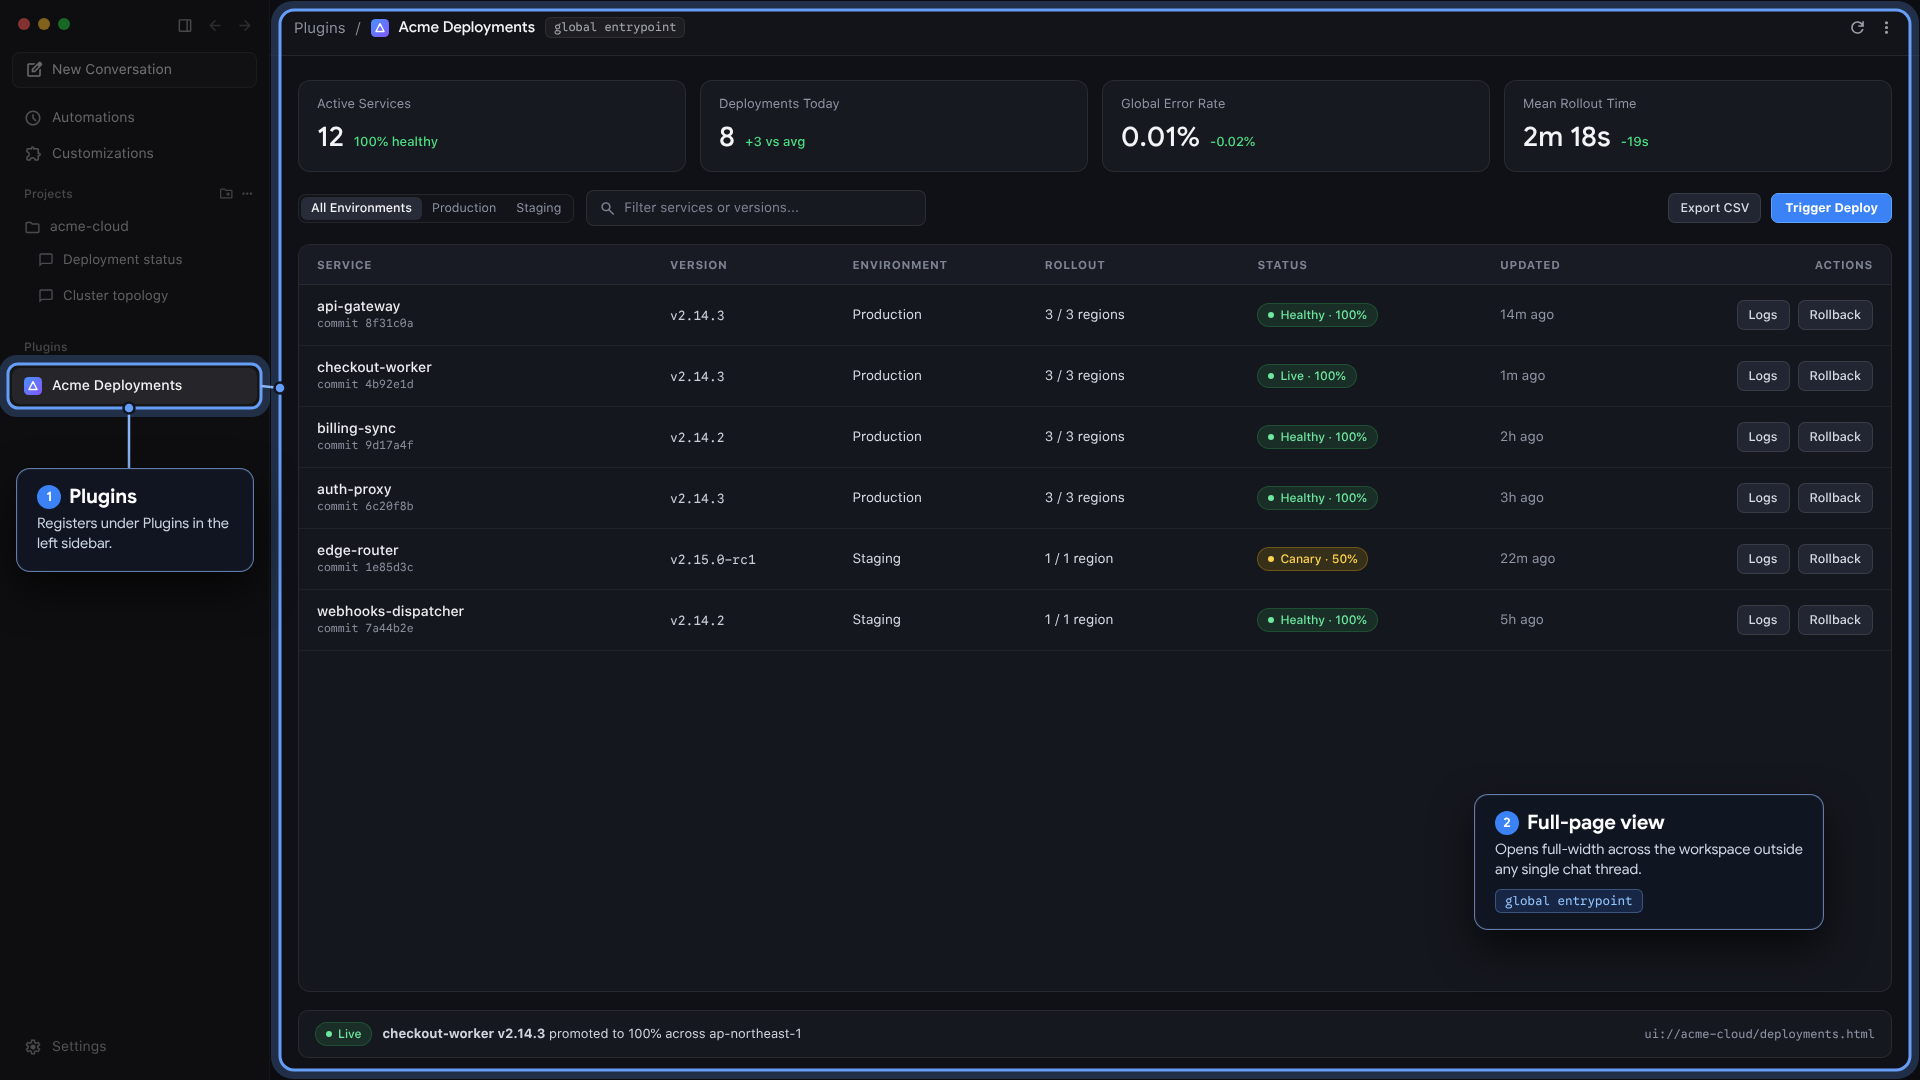 New Conversation
Automations
Customizations
Projects
acme-cloud
Deployment status
Cluster topology
Plugins
Acme Deployments
1 Plugins
Registers under Plugins in the
left sidebar.
Settings
Plugins / Acme Deployments global entrypoint
Active Services
12 100% healthy
Deployments Today
8 +3 vs avg
Global Error Rate
0.01% -0.02%
Mean Rollout Time
2m 18s -19s
All Environments Production Staging Filter services or versions... Export CSV Trigger Deploy
SERVICE VERSION ENVIRONMENT ROLLOUT STATUS UPDATED ACTIONS
api-gateway v2.14.3 Production 3 / 3 regions Healthy · 100% 14m ago Logs Rollback
commit 8f31c0a
checkout-worker v2.14.3 Production 3 / 3 regions Live · 100% 1m ago Logs Rollback
commit 4b92e1d
billing-sync v2.14.2 Production 3 / 3 regions Healthy · 100% 2h ago Logs Rollback
commit 9d17a4f
auth-proxy v2.14.3 Production 3 / 3 regions Healthy · 100% 3h ago Logs Rollback
commit 6c20f8b
edge-router v2.15.0-rc1 Staging 1 / 1 region Canary · 50% 22m ago Logs Rollback
commit 1e85d3c
webhooks-dispatcher v2.14.2 Staging 1 / 1 region Healthy · 100% 5h ago Logs Rollback
commit 7a44b2e
2 Full-page view
Opens full-width across the workspace outside
any single chat thread.
global entrypoint
Live checkout-worker v2.14.3 promoted to 100% across ap-northeast-1 ui://acme-cloud/deployments.html